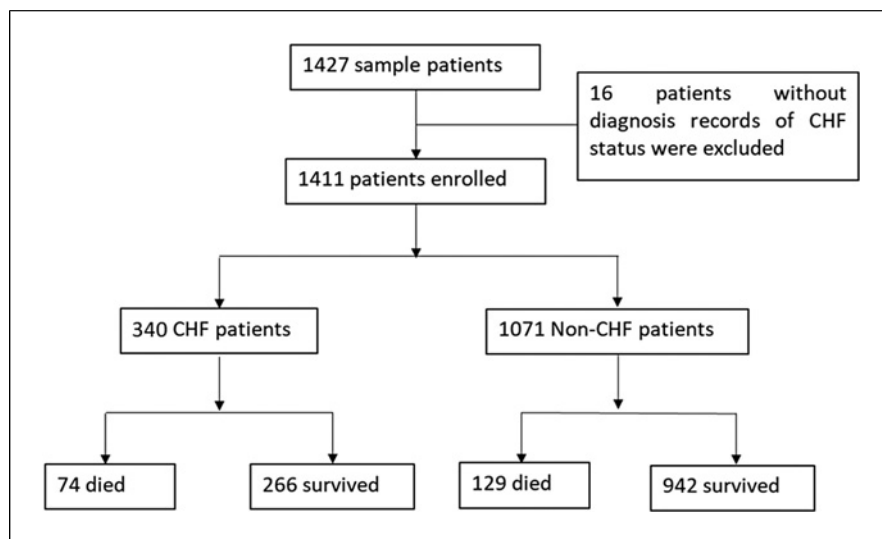 1427 sample patients
16 patients without
diagnosis records of CHF
status were excluded
1411 patients enrolled
340 CHF patients
1071 Non-CHF patients
74 died
266 survived
129 died
942 survived